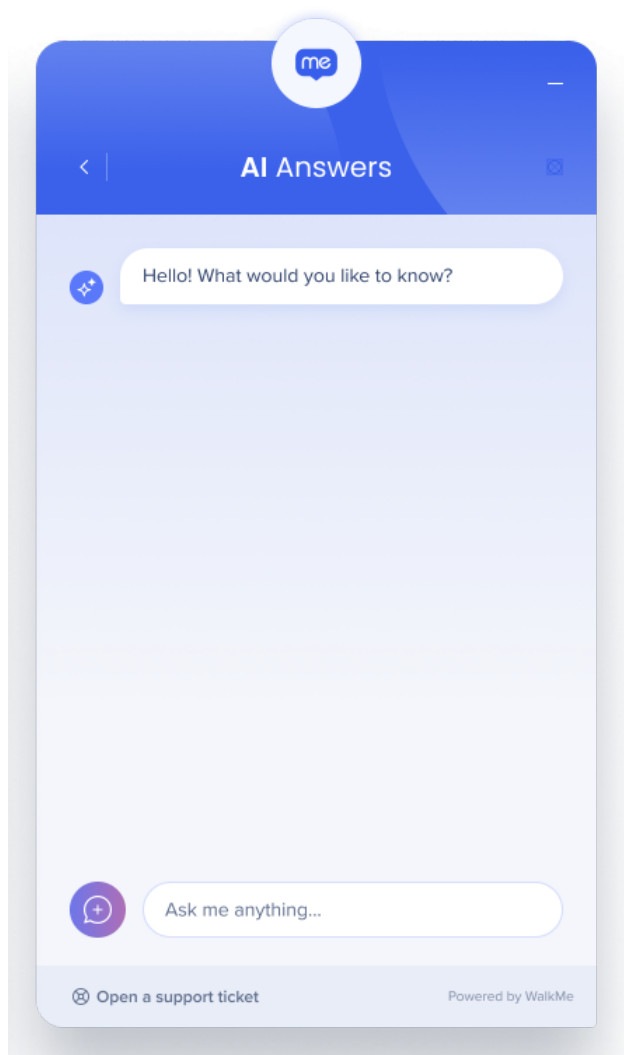 me
AI Answers
Hello! What would you like to know?
Ask me anything...
Open a support ticket
Powered by WalkMe